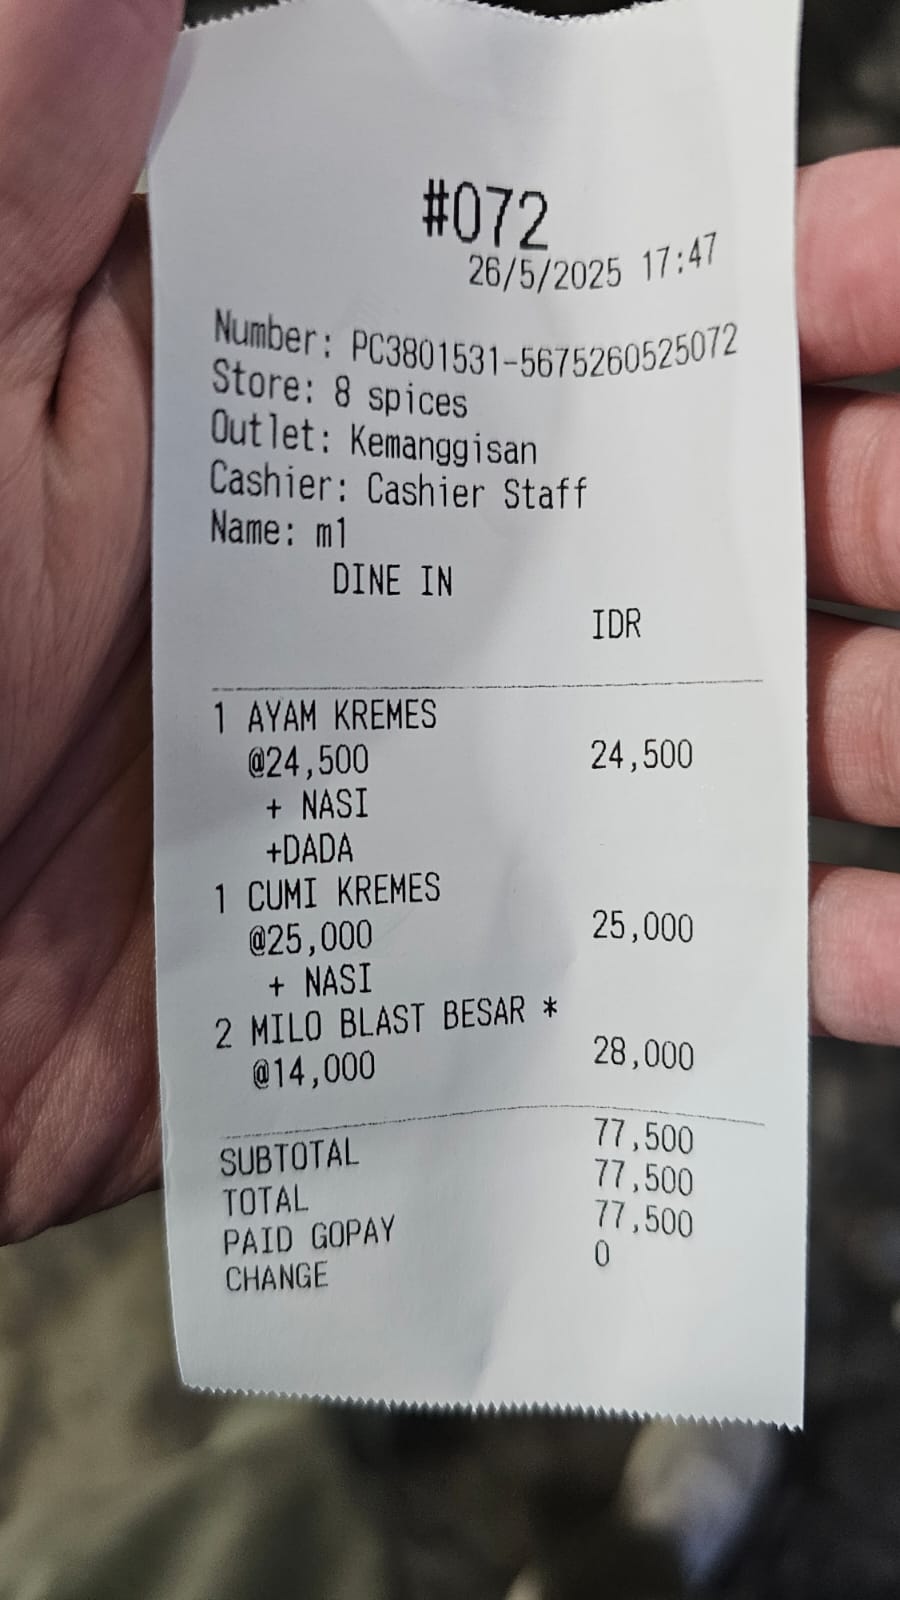 #072
26/5/2025 17:47
Number: PC3801531-5675260525072
Store: 8 spices
Outlet: Kemanggisan
Cashier: Cashier Staff
Name: m1
DINE IN
IDR
1 AYAM KREMES
@24,500 24,500
+ NASI
+DADA
1 CUMI KREMES
@25,000 25,000
+ NASI
2 MILO BLAST BESAR *
@14,000 28,000
SUBTOTAL 77,500
TOTAL 77,500
PAID GOPAY 77,500
CHANGE 0